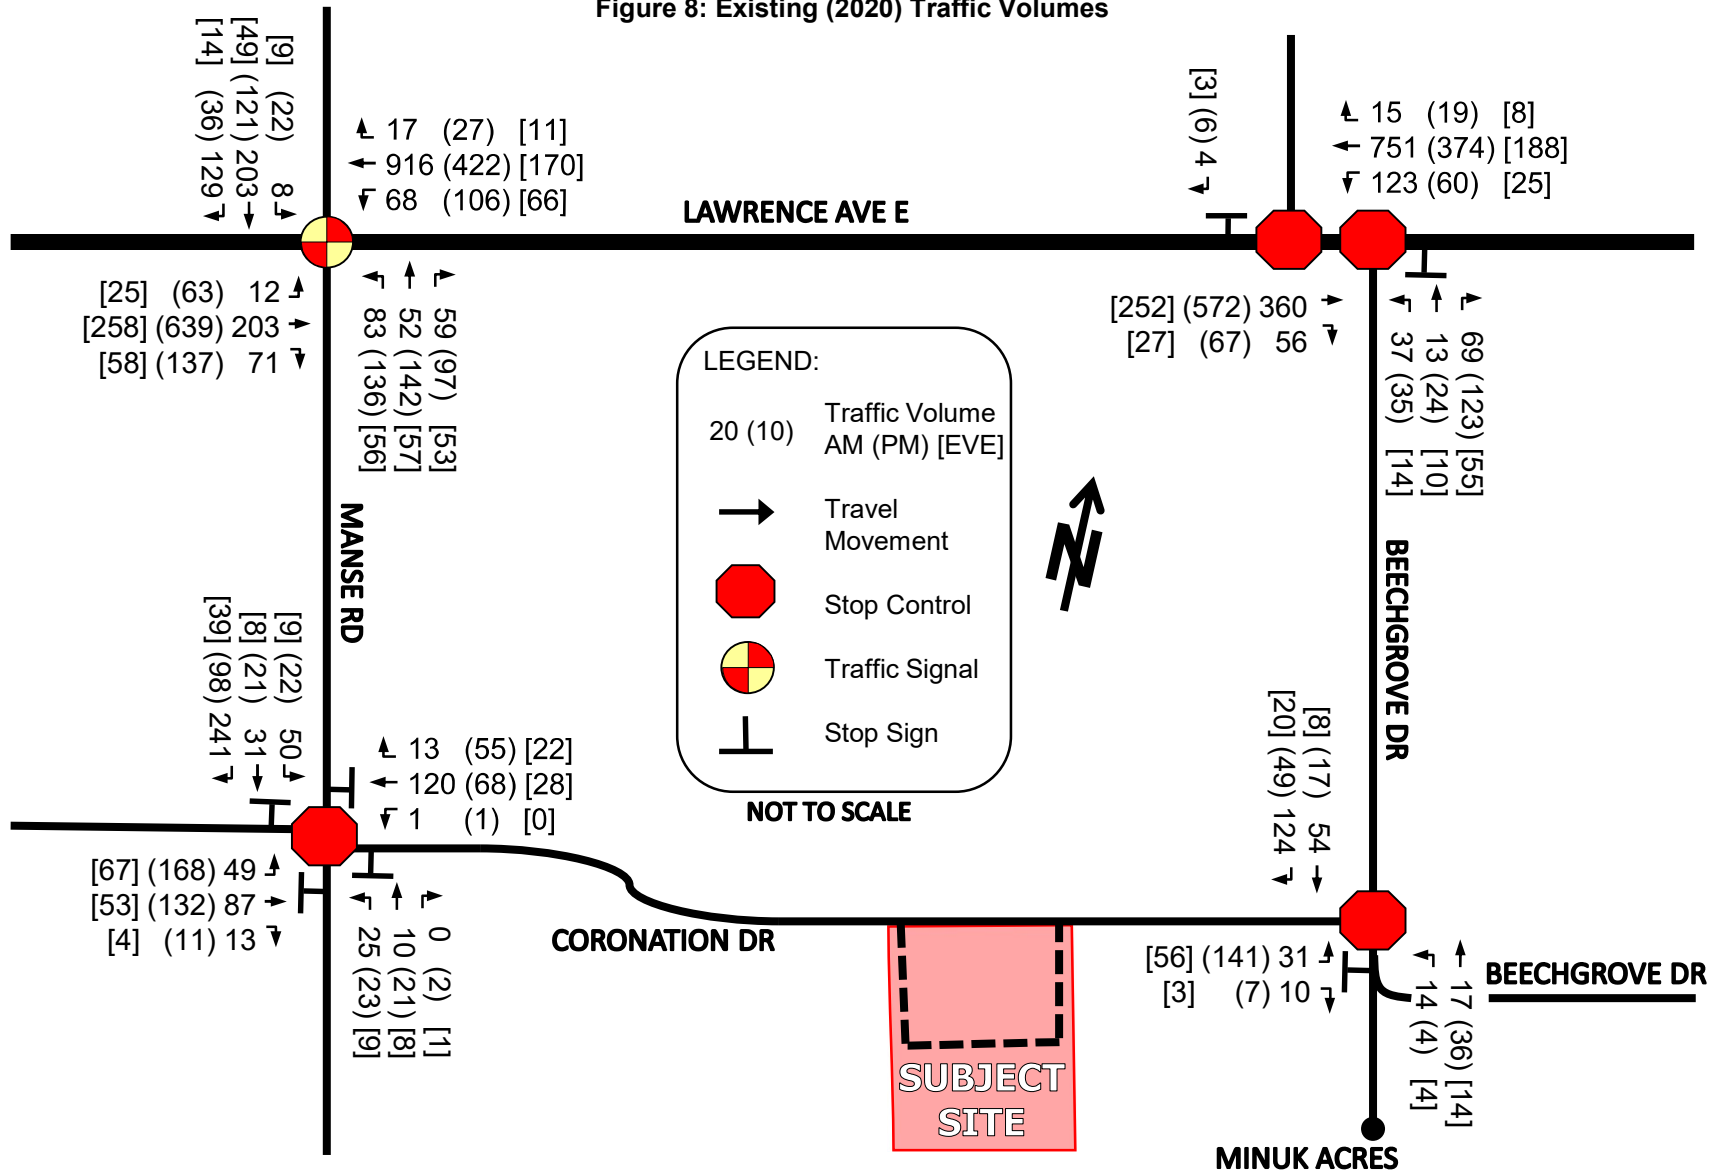 Figure 8: Existing (2020) Traffic Volumes
[9] (22) 8
[49] (121) 203
[14] (36) 129
17 (27) [11]
916 (422) [170]
68 (106) [66]
LAWRENCE AVE E
[3] (6) 4
15 (19) [8]
751 (374) [188]
123 (60) [25]
[25] (63) 12
[258] (639) 203
[58] (137) 71
59 (97) [53]
52 (142) [57]
83 (136) [56]
[252] (572) 360
[27] (67) 56
69 (123) [55]
13 (24) [10]
37 (35) [14]
LEGEND:
20 (10)
Traffic Volume
AM (PM) [EVE]
Travel
Movement
Stop Control
Traffic Signal
Stop Sign
NOT TO SCALE
N
MANSE RD
BEECHGROVE DR
[9] (22) 50
[8] (21) 31
[39] (98) 241
13 (55) [22]
120 (68) [28]
1 (1) [0]
[67] (168) 49
[53] (132) 87
[4] (11) 13
0 (2) [1]
10 (21) [8]
25 (23) [9]
CORONATION DR
[8] (17) 54
[20] (49) 124
[56] (141) 31
[3] (7) 10
17 (36) [14]
14 (4) [4]
BEECHGROVE DR
SUBJECT
SITE
MINUK ACRES